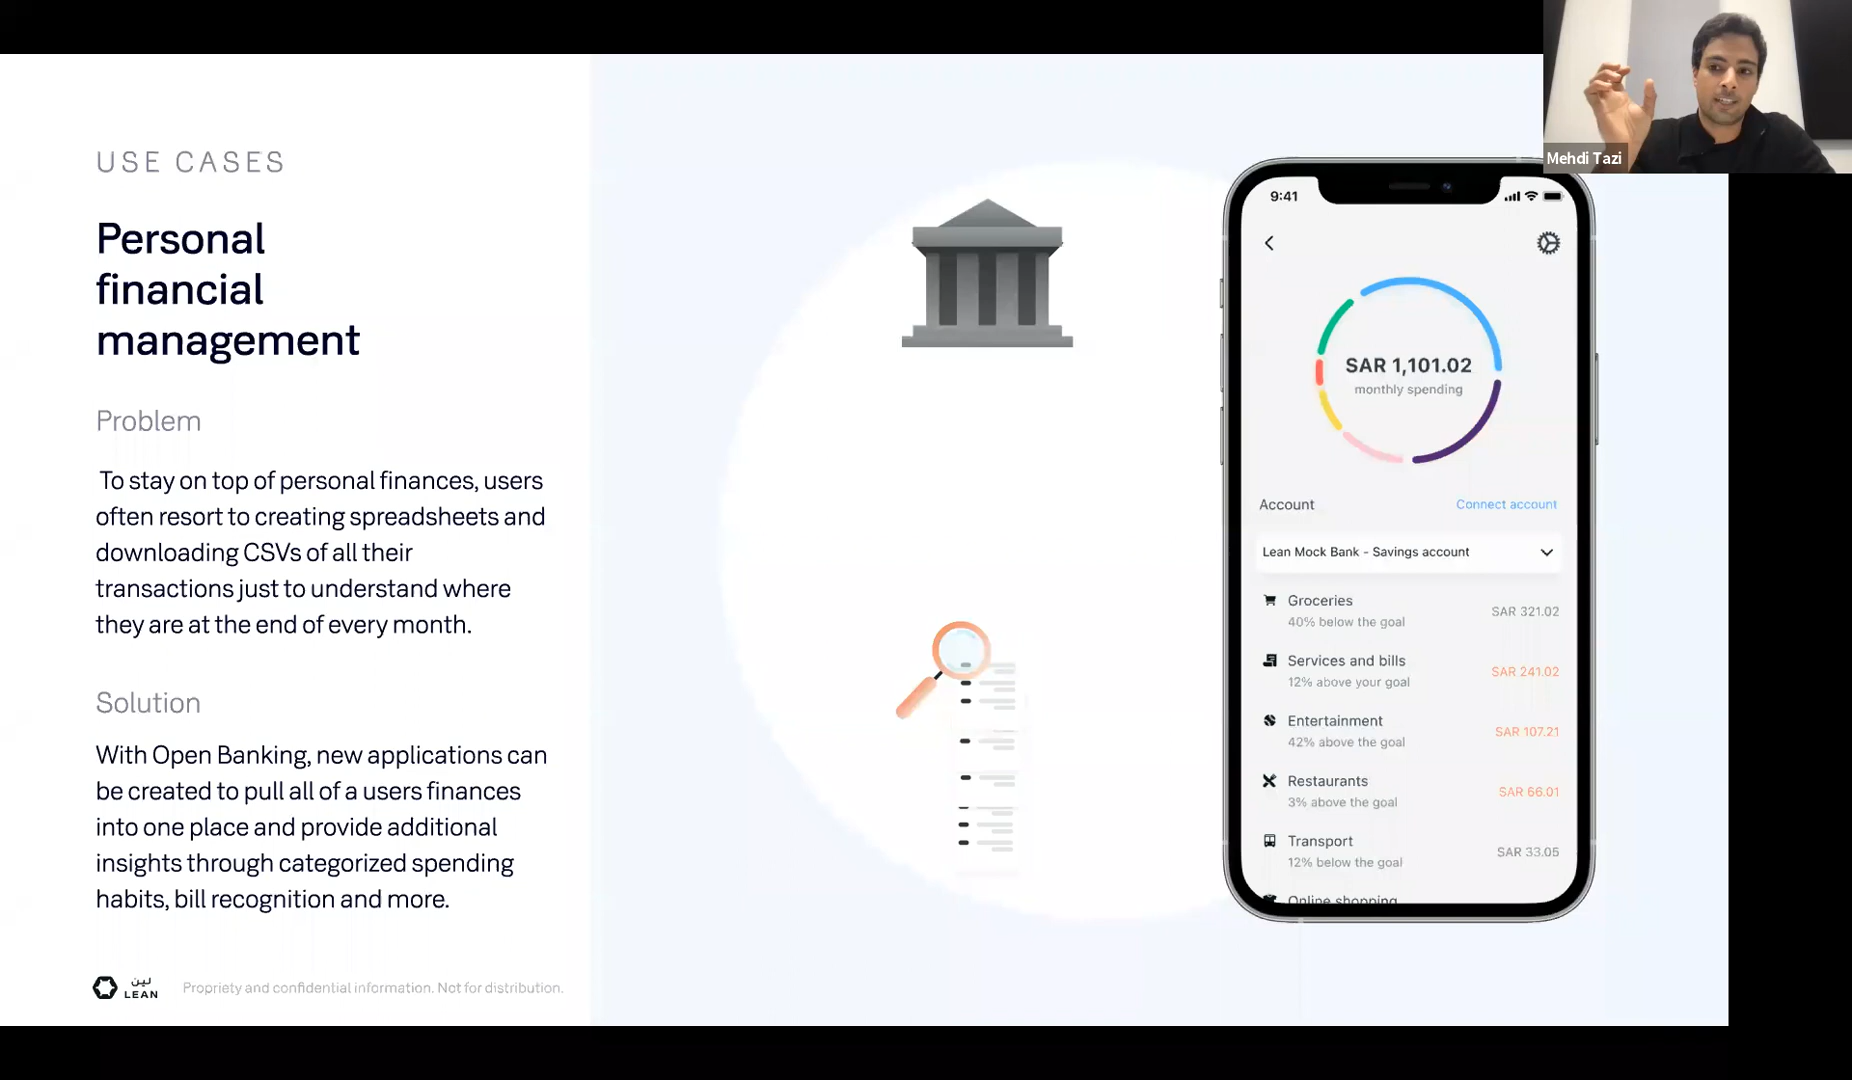 Mehdi Tazi
USE CASES
Personal
financial
management
Problem
To stay on top of personal finances, users
often resort to creating spreadsheets and
downloading CSVs of all their
transactions just to understand where
they are at the end of every month.
Solution
With Open Banking, new applications can
be created to pull all of a users finances
into one place and provide additional
insights through categorized spending
habits, bill recognition and more.
لين
LEAN
Propriety and confidential information. Not for distribution.
9:41
SAR 1,101.02
monthly spending
Account Connect account
Lean Mock Bank - Savings account
Groceries
40% below the goal
SAR 321.02
Services and bills
12% above your goal
SAR 241.02
Entertainment
42% above the goal
SAR 107.21
Restaurants
3% above the goal
SAR 66.01
Transport
12% below the goal
SAR 33.05
Online shopping